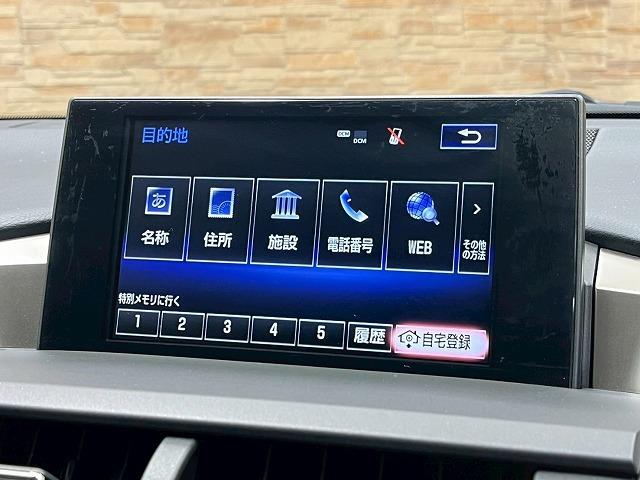 目的地
DCM DCM
あ
名称 住所 施設 電話番号 WEB その他の方法
特別メモリに行く
1 2 3 4 5 履歴 自宅登録